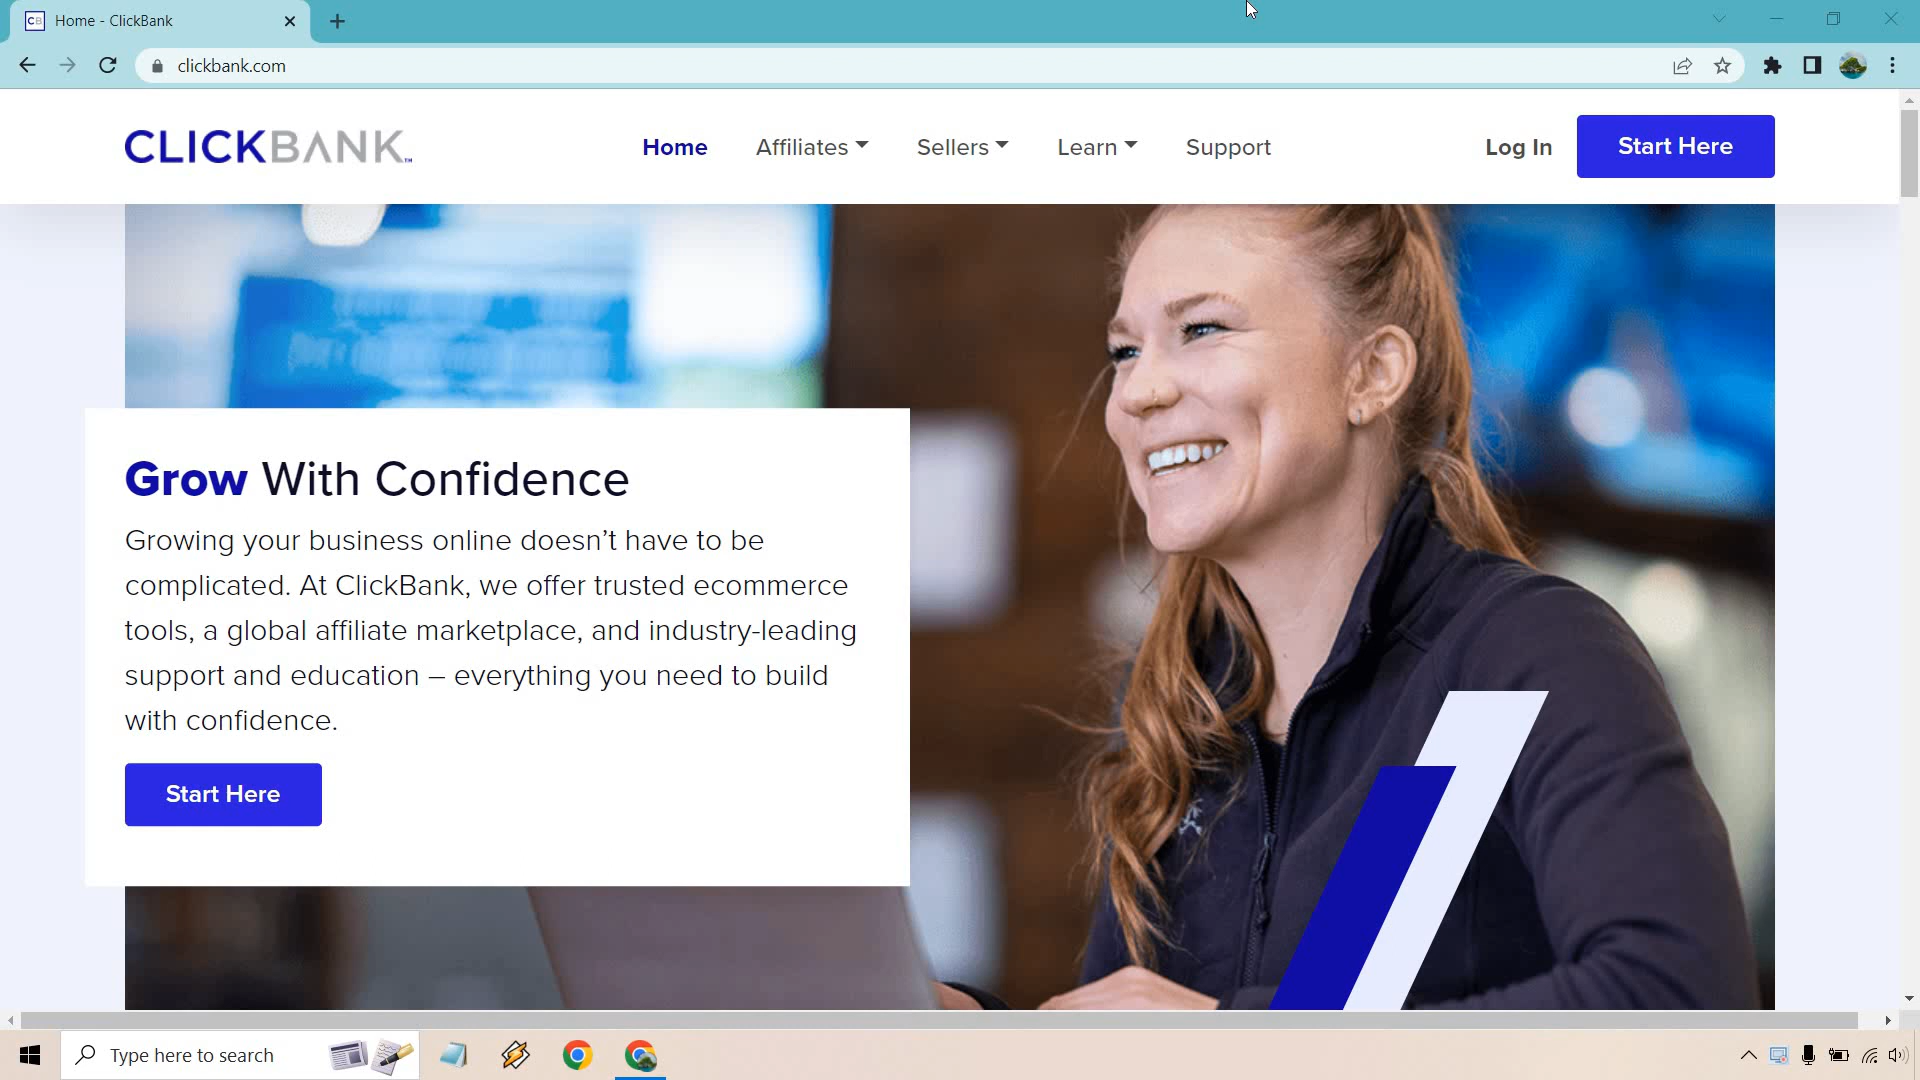 CB Home - ClickBank
clickbank.com
CLICKBANK™
Home Affiliates Sellers Learn Support Log In Start Here
Grow With Confidence
Growing your business online doesn’t have to be
complicated. At ClickBank, we offer trusted ecommerce
tools, a global affiliate marketplace, and industry-leading
support and education – everything you need to build
with confidence.
Start Here
Type here to search